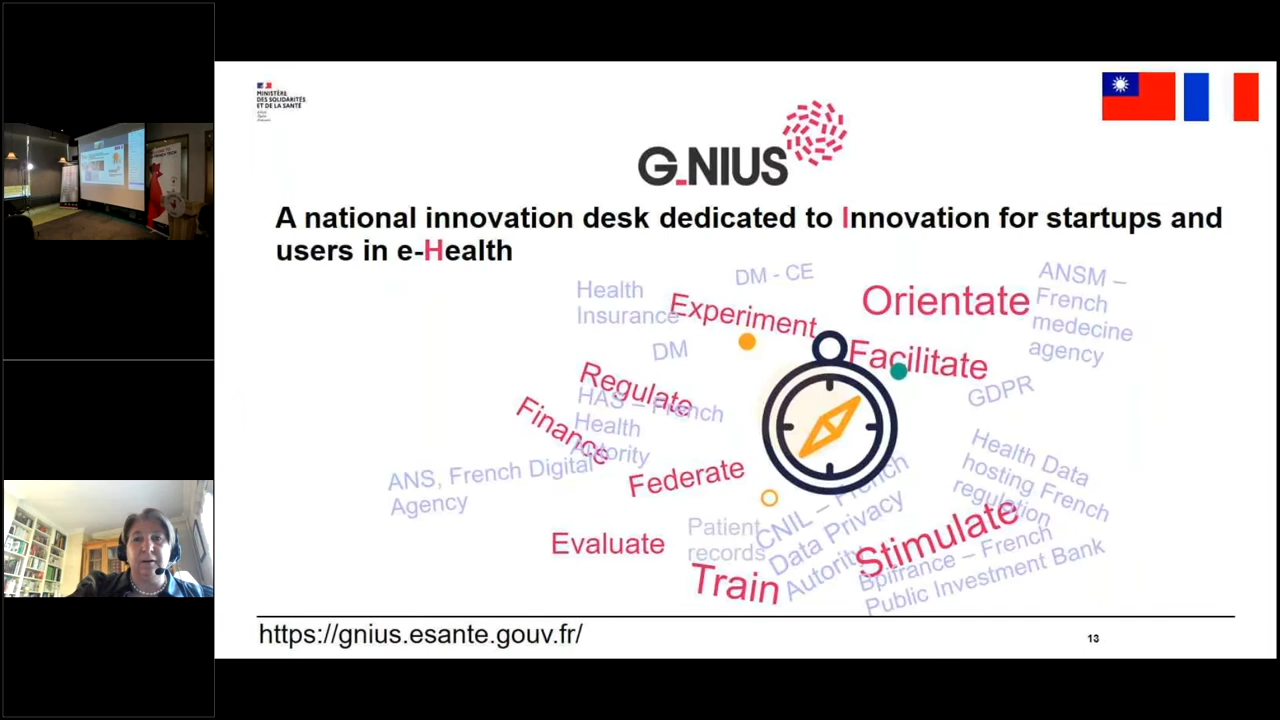 MINISTÈRE
DES SOLIDARITÉS
ET DE LA SANTÉ
G_NIUS
A national innovation desk dedicated to Innovation for startups and
users in e-Health
DM - CE
ANSM –
French
medecine
agency
Health
Insurance
Experiment
Orientate
DM
Facilitate
Regulate
GDPR
HAS – French
Health
Autority
Finance
ANS, French Digital
Agency
Federate
Health Data
hosting French
regulation
Evaluate
Patient
records
CNIL – French
Data Privacy
Autority
Stimulate
Train
Bpifrance – French
Public Investment Bank
https://gnius.esante.gouv.fr/
13